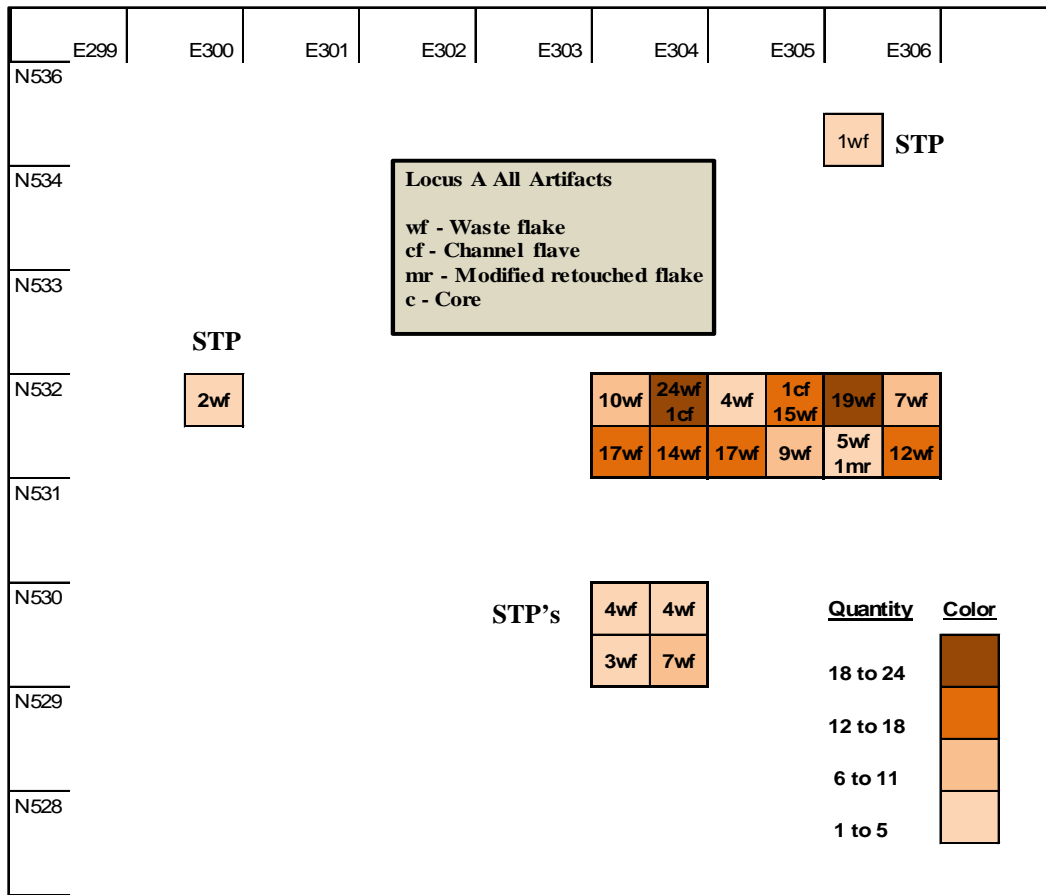 E299 E300 E301 E302 E303 E304 E305 E306
N536
1wf STP
N534
Locus A All Artifacts
wf - Waste flake
cf - Channel flave
mr - Modified retouched flake
c - Core
N533
STP
N532
2wf
10wf 24wf 1cf 4wf 1cf 15wf 19wf 7wf
17wf 14wf 17wf 9wf 5wf 1mr 12wf
N531
N530
STP's
4wf 4wf
3wf 7wf
Quantity Color
18 to 24
12 to 18
6 to 11
1 to 5
N529
N528